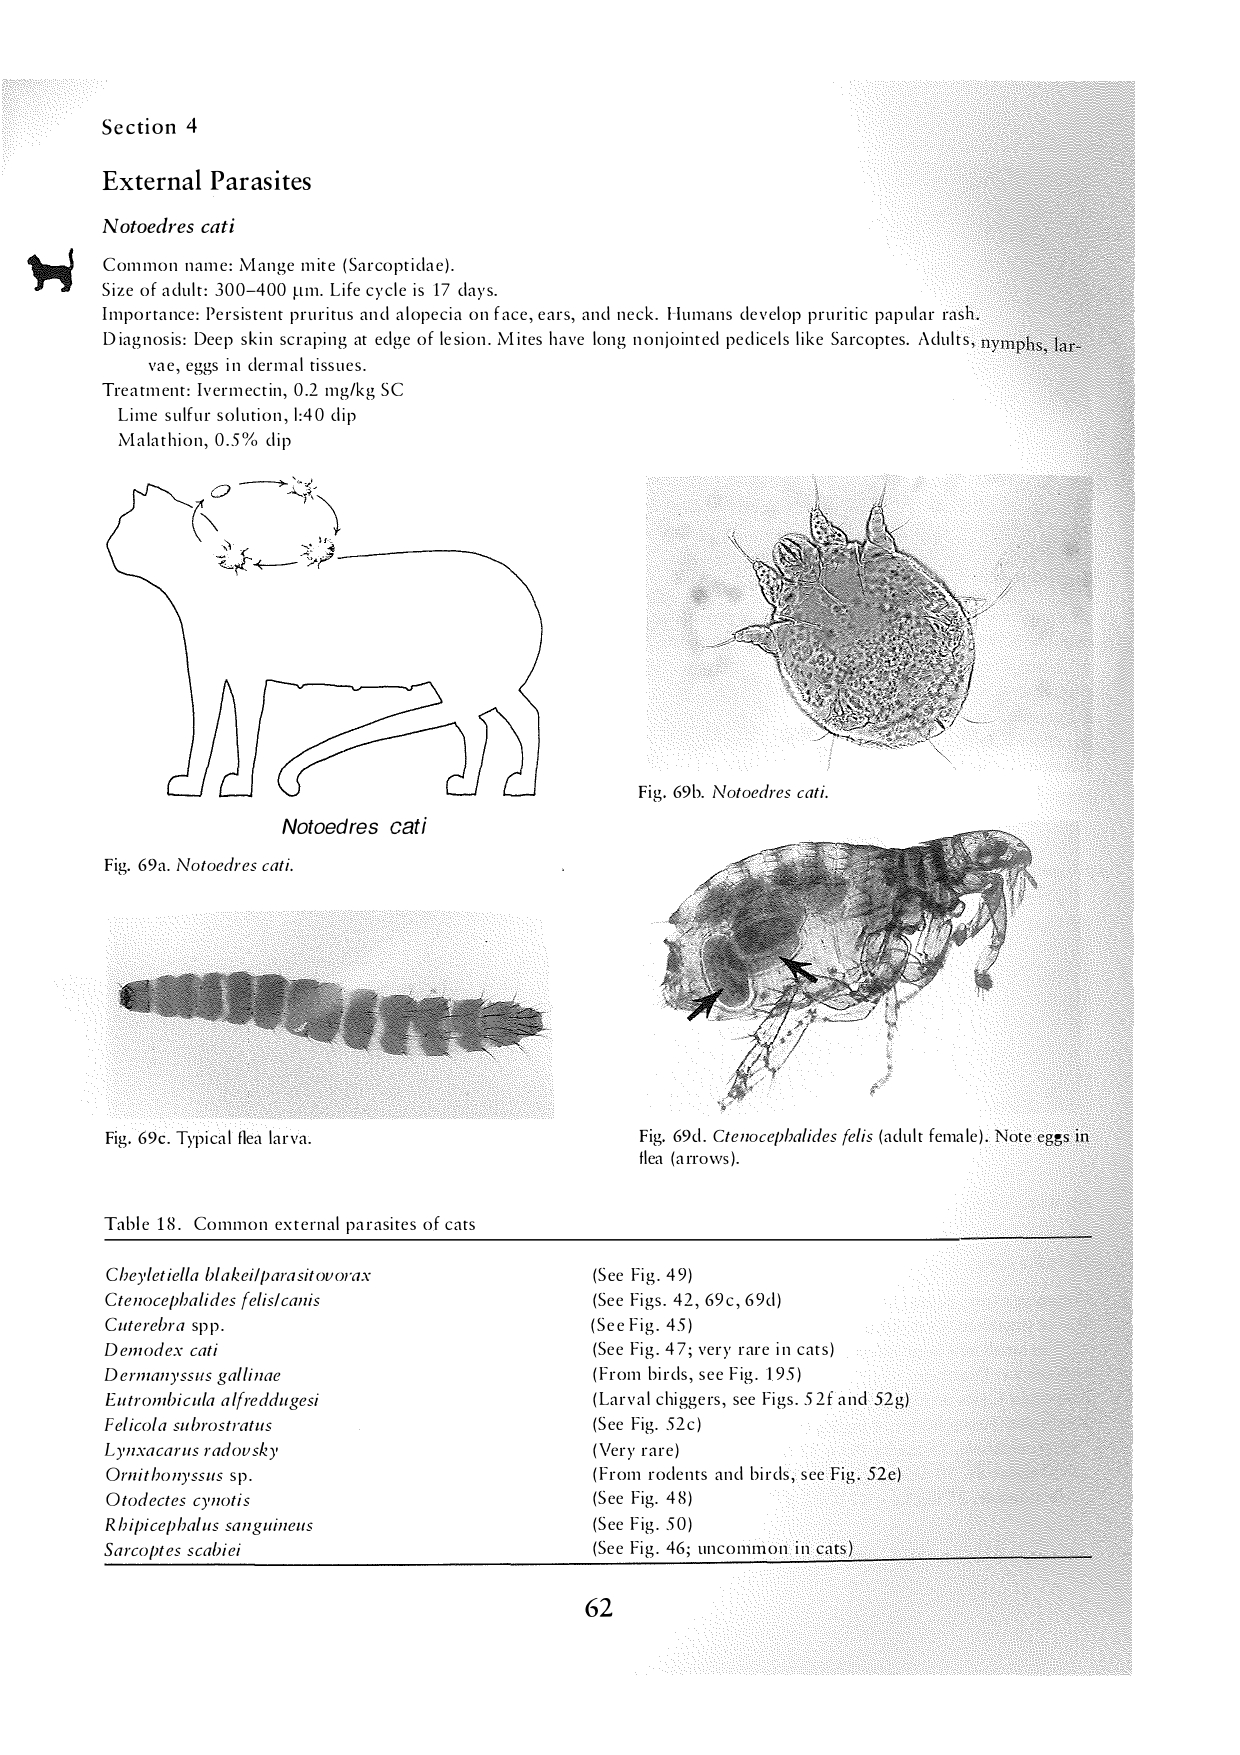 Section 4
External Parasites
Notoedres cati
Common name: Mange mite (Sarcoptidae).
Size of adult: 300–400 µm. Life cycle is 17 days.
Importance: Persistent pruritus and alopecia on face, ears, and neck. Humans develop pruritic papular rash.
Diagnosis: Deep skin scraping at edge of lesion. Mites have long nonjointed pedicels like Sarcoptes. Adults, nymphs, lar-
vae, eggs in dermal tissues.
Treatment: Ivermectin, 0.2 mg/kg SC
Lime sulfur solution, l:40 dip
Malathion, 0.5% dip
Notoedres cati
Fig. 69a. Notoedres cati.
Fig. 69b. Notoedres cati.
Fig. 69c. Typical flea larva.
Fig. 69d. Ctenocephalides felis (adult female). Note eggs in
flea (arrows).
Table 18. Common external parasites of cats
Cheyletiella blakei/parasitovorax (See Fig. 49)
Ctenocephalides felis/canis (See Figs. 42, 69c, 69d)
Cuterebra spp. (See Fig. 45)
Demodex cati (See Fig. 47; very rare in cats)
Dermanyssus gallinae (From birds, see Fig. 195)
Eutrombicula alfreddugesi (Larval chiggers, see Figs. 52f and 52g)
Felicola subrostratus (See Fig. 52c)
Lynxacarus radovsky (Very rare)
Ornithonyssus sp. (From rodents and birds, see Fig. 52e)
Otodectes cynotis (See Fig. 48)
Rhipicephalus sanguineus (See Fig. 50)
Sarcoptes scabiei (See Fig. 46; uncommon in cats)
62